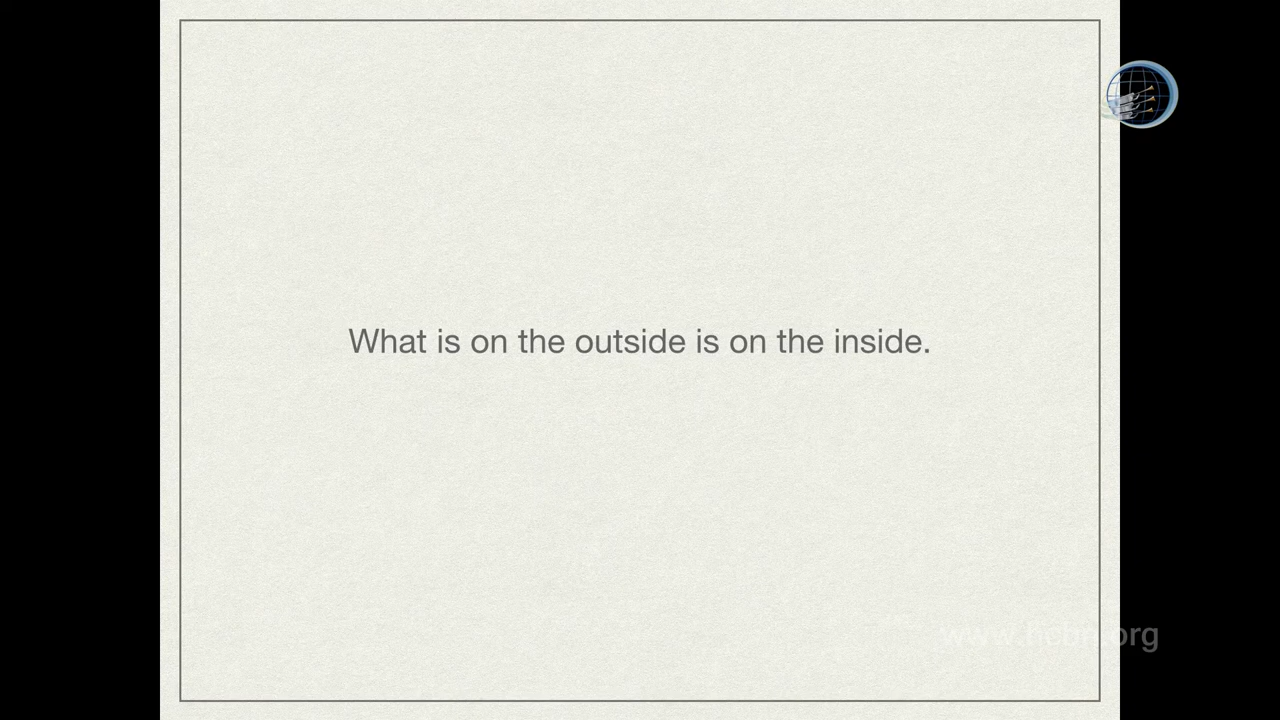 What is on the outside is on the inside.